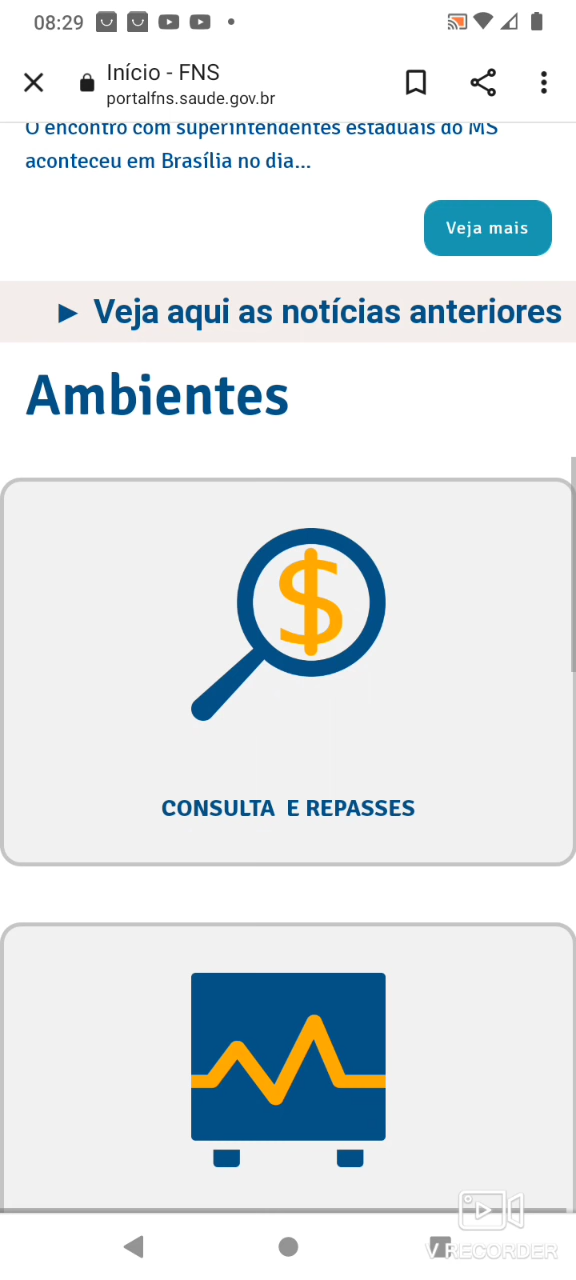 08:29
Início - FNS
portalfns.saude.gov.br
O encontro com superintendentes estaduais do MS
aconteceu em Brasília no dia...
Veja mais
► Veja aqui as notícias anteriores
Ambientes
$
CONSULTA E REPASSES
V RECORDER